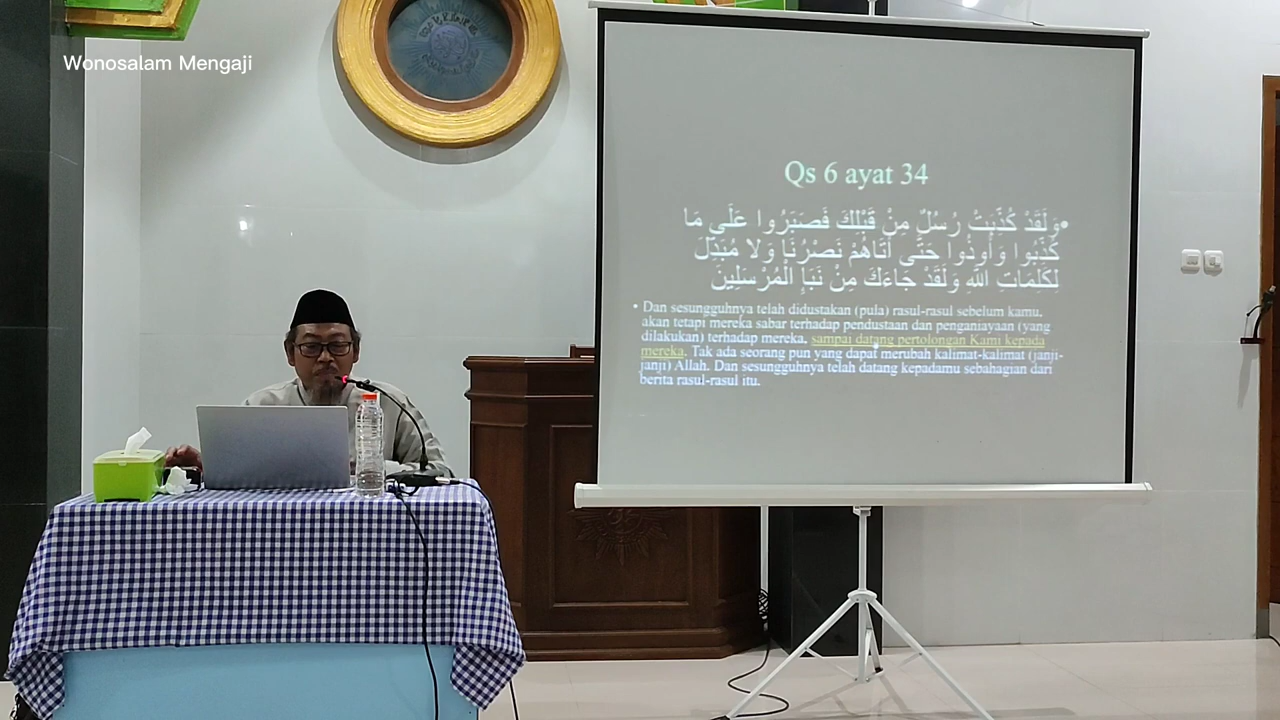 Wonosalam Mengaji
Qs 6 ayat 34
•وَلَقَدْ كُذِّبَتْ رُسُلٌ مِنْ قَبْلِكَ فَصَبَرُوا عَلَى مَا
كُذِّبُوا وَأُوذُوا حَتَّى أَتَاهُمْ نَصْرُنَا وَلا مُبَدِّلَ
لِكَلِمَاتِ اللَّهِ وَلَقَدْ جَاءَكَ مِنْ نَبَإِ الْمُرْسَلِينَ
• Dan sesungguhnya telah didustakan (pula) rasul-rasul sebelum kamu,
akan tetapi mereka sabar terhadap pendustaan dan penganiayaan (yang
dilakukan) terhadap mereka, sampai datang pertolongan Kami kepada
mereka. Tak ada seorang pun yang dapat merubah kalimat-kalimat (janji-
janji) Allah. Dan sesungguhnya telah datang kepadamu sebahagian dari
berita rasul-rasul itu.